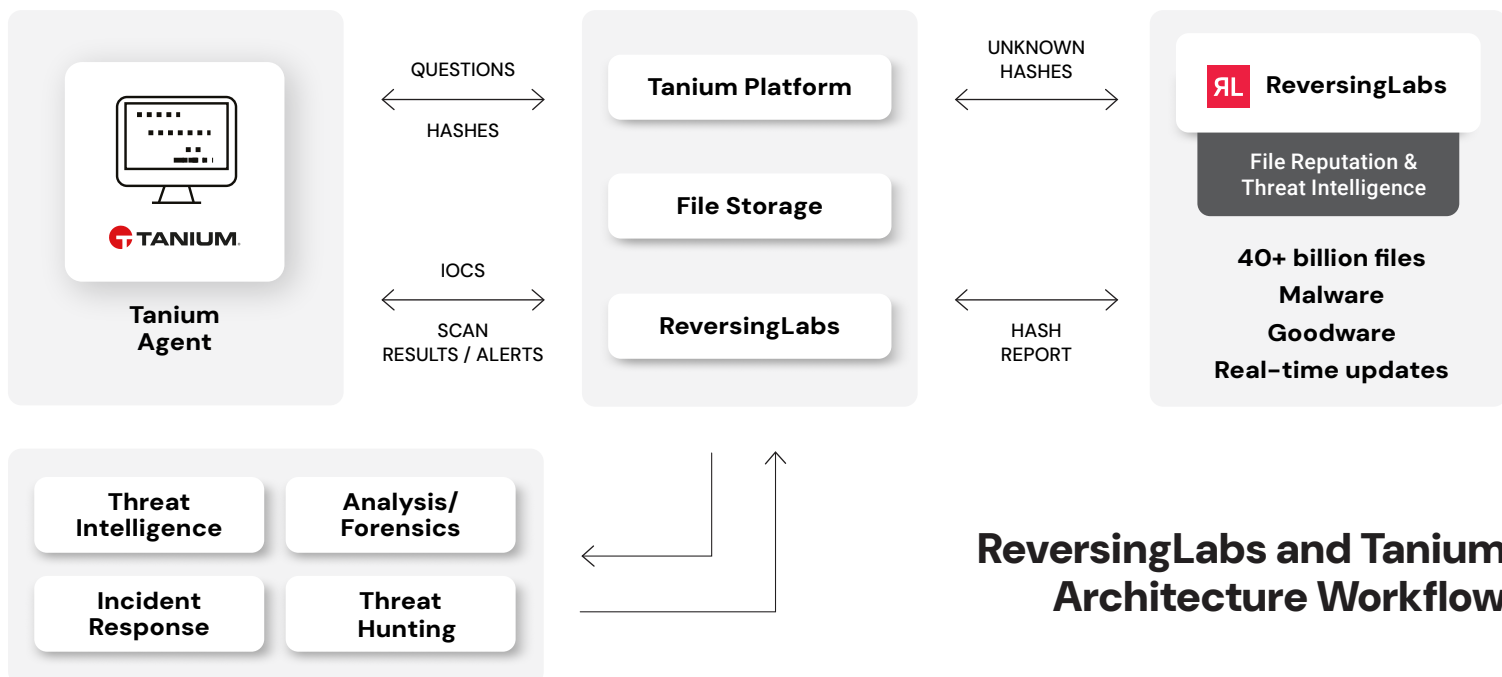 TANIUM
Tanium
Agent
QUESTIONS
HASHES
IOCS
SCAN
RESULTS / ALERTS
Tanium Platform
File Storage
ReversingLabs
UNKNOWN
HASHES
HASH
REPORT
RL ReversingLabs
File Reputation &
Threat Intelligence
40+ billion files
Malware
Goodware
Real-time updates
Threat
Intelligence
Analysis/
Forensics
Incident
Response
Threat
Hunting
ReversingLabs and Tanium
Architecture Workflow